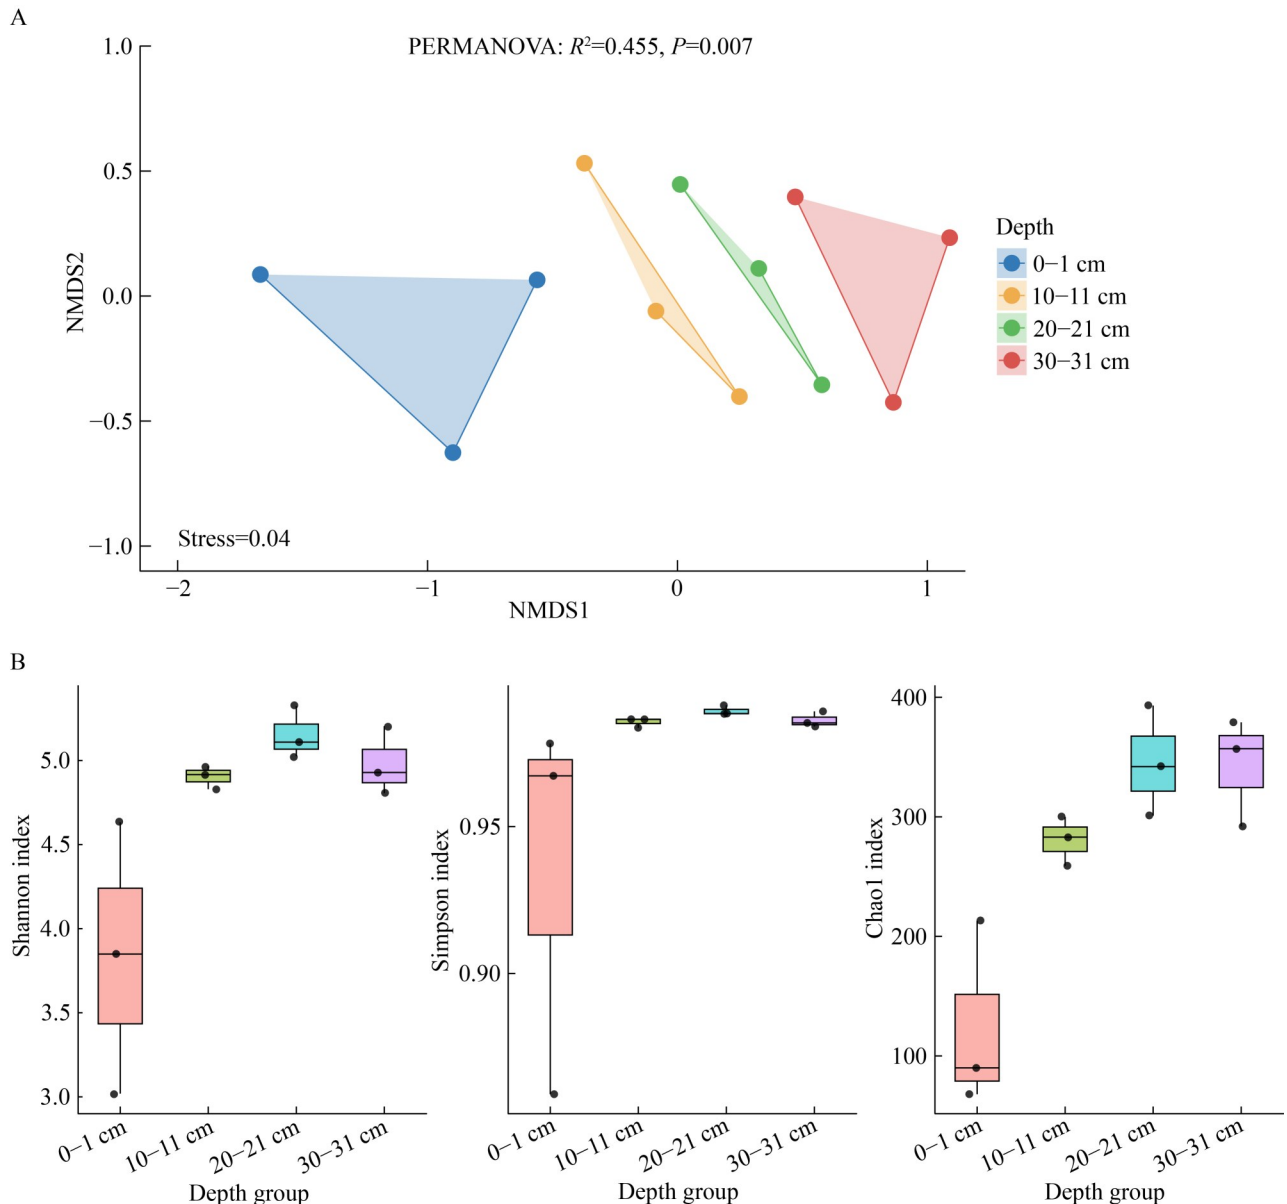 A
PERMANOVA: R²=0.455, P=0.007
1.0
0.5
0.0
−0.5
−1.0
NMDS2
Stress=0.04
−2
−1
0
1
NMDS1
Depth
0−1 cm
10−11 cm
20−21 cm
30−31 cm
B
Shannon index
5.0
4.5
4.0
3.5
3.0
0−1 cm
10−11 cm
20−21 cm
30−31 cm
Depth group
Simpson index
0.95
0.90
0−1 cm
10−11 cm
20−21 cm
30−31 cm
Depth group
Chao1 index
400
300
200
100
0−1 cm
10−11 cm
20−21 cm
30−31 cm
Depth group